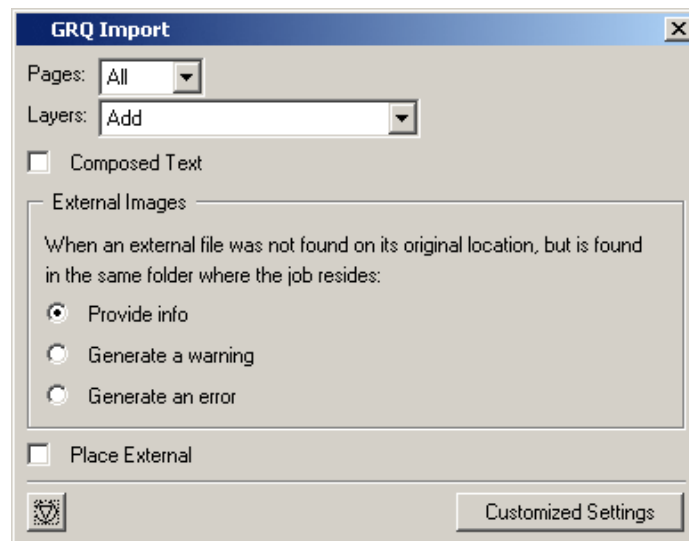 GRQ Import
Pages: All
Layers: Add
Composed Text
External Images
When an external file was not found on its original location, but is found
in the same folder where the job resides:
Provide info
Generate a warning
Generate an error
Place External
Customized Settings